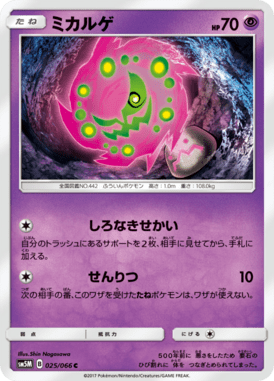 たね
ミカルゲ
HP70
全国図鑑 NO.442 ふういんポケモン 高さ:1.0m 重さ:108.0kg
しろなきせかい
自分のトラッシュにあるサポートを2枚、相手に見せてから、手札に
加える。
せんりつ 10
次の相手の番、このワザを受けたたねポケモンは、ワザが使えない。
弱点
抵抗力
にげる
Illus.Shin Nagasawa
500年前に 悪さをしたため 要石の
ひび割れに 体を つなぎとめられてしまった。
SM5M
025/066 C
©2017 Pokémon/Nintendo/Creatures/GAME FREAK.